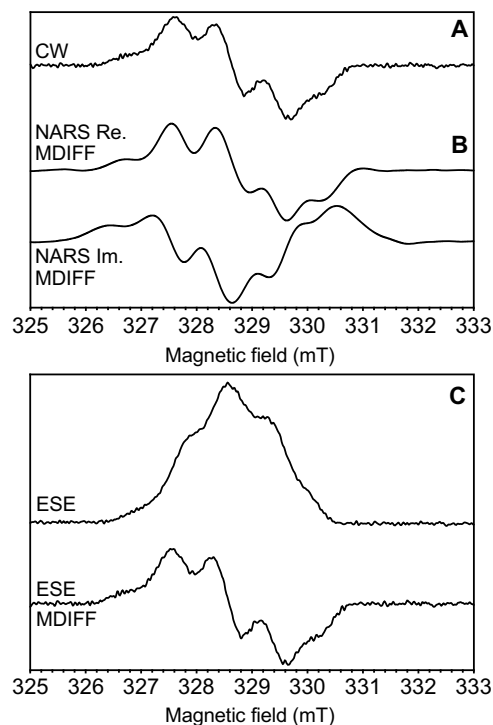 A
CW
NARS Re.
MDIFF
B
NARS Im.
MDIFF
325 326 327 328 329 330 331 332 333
Magnetic field (mT)
C
ESE
ESE
MDIFF
325 326 327 328 329 330 331 332 333
Magnetic field (mT)